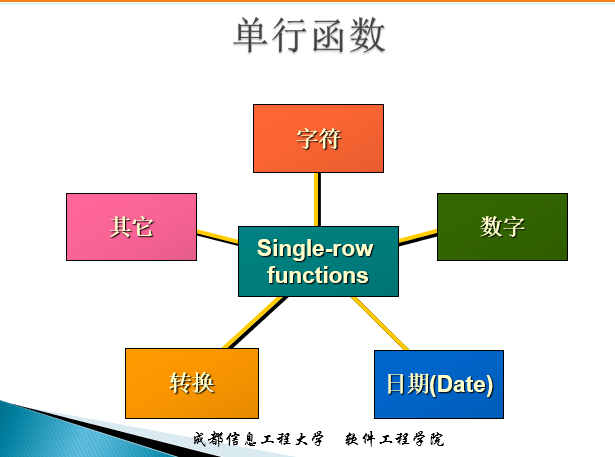 单行函数
字符
其它
数字
Single-row
functions
转换
日期(Date)
成都信息工程大学 软件工程学院